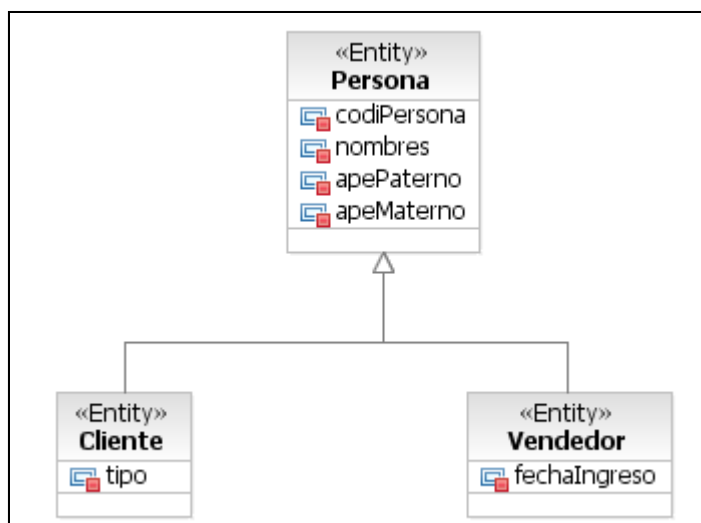 «Entity»
Persona
codiPersona
nombres
apePaterno
apeMaterno
«Entity»
Cliente
tipo
«Entity»
Vendedor
fechaIngreso